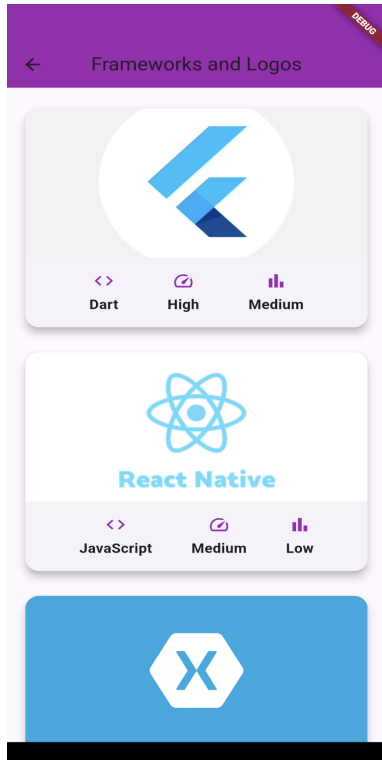 DEBUG
Frameworks and Logos
Dart High Medium
React Native
JavaScript Medium Low